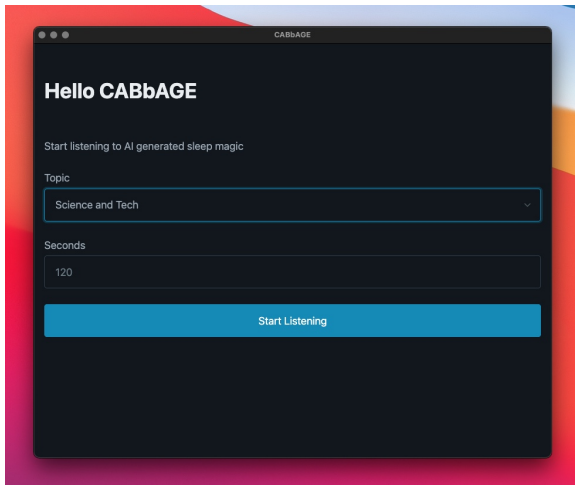 CABbAGE
Hello CABbAGE
Start listening to AI generated sleep magic
Topic
Science and Tech
Seconds
120
Start Listening